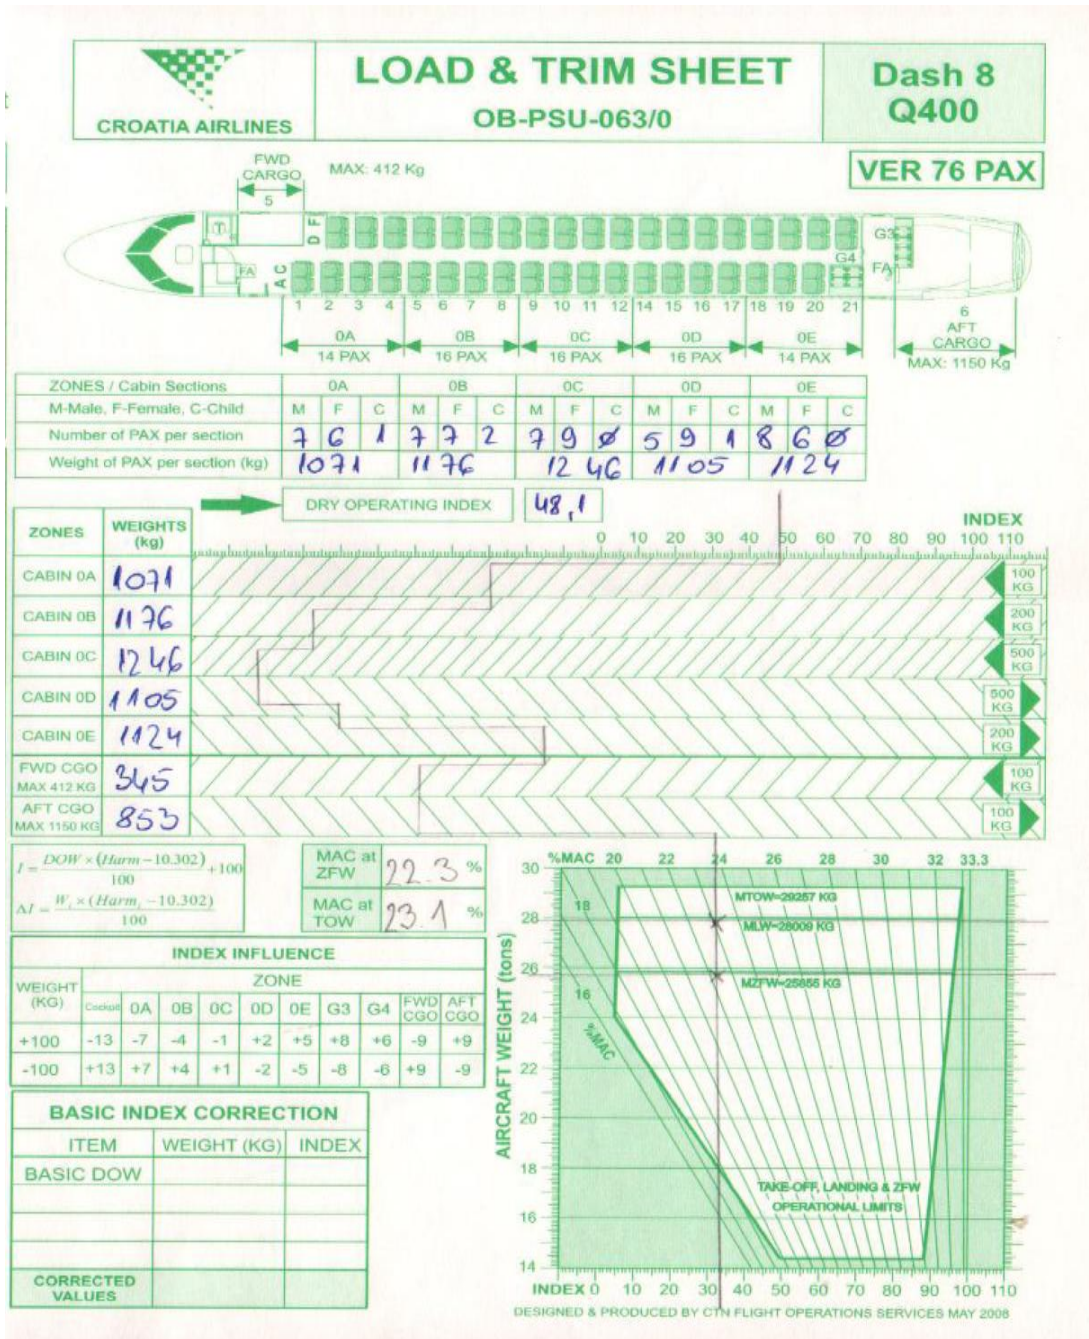 LOAD & TRIM SHEET
OB-PSU-063/0
Dash 8
Q400
CROATIA AIRLINES
VER 76 PAX
FWD
CARGO
5
MAX: 412 Kg
D F
A C
T
FA
G3
G4
FA
1 2 3 4 5 6 7 8 9 10 11 12 14 15 16 17 18 19 20 21
0A 0B 0C 0D 0E
14 PAX 16 PAX 16 PAX 16 PAX 14 PAX
6
AFT
CARGO
MAX: 1150 Kg
ZONES / Cabin Sections 0A 0B 0C 0D 0E
M-Male, F-Female, C-Child M F C M F C M F C M F C M F C
Number of PAX per section 7 6 1 7 7 2 7 9 Ø 5 9 1 8 6 Ø
Weight of PAX per section (kg) 1071 1176 1246 1105 1124
DRY OPERATING INDEX 48,1
ZONES WEIGHTS (kg)
INDEX
0 10 20 30 40 50 60 70 80 90 100 110
CABIN 0A 1071 100 KG
CABIN 0B 1176 200 KG
CABIN 0C 1246 500 KG
CABIN 0D 1105 500 KG
CABIN 0E 1124 200 KG
FWD CGO MAX 412 KG 345 100 KG
AFT CGO MAX 1150 KG 853 100 KG
I = DOW × (Harm − 10.302) / 100 + 100
ΔI = Wi × (Harmi − 10.302) / 100
MAC at ZFW 22.3 %
MAC at TOW 23.1 %
INDEX INFLUENCE
WEIGHT (KG) ZONE
Cockpit 0A 0B 0C 0D 0E G3 G4 FWD CGO AFT CGO
+100 -13 -7 -4 -1 +2 +5 +8 +6 -9 +9
-100 +13 +7 +4 +1 -2 -5 -8 -6 +9 -9
BASIC INDEX CORRECTION
ITEM WEIGHT (KG) INDEX
BASIC DOW
CORRECTED VALUES
%MAC 20 22 24 26 28 30 32 33.3
18
16
%MAC
AIRCRAFT WEIGHT (tons)
30
28
26
24
22
20
18
16
14
MTOW=29257 KG
MLW=28009 KG
MZFW=25855 KG
TAKE-OFF, LANDING & ZFW
OPERATIONAL LIMITS
INDEX 0 10 20 30 40 50 60 70 80 90 100 110
DESIGNED & PRODUCED BY CTN FLIGHT OPERATIONS SERVICES MAY 2008